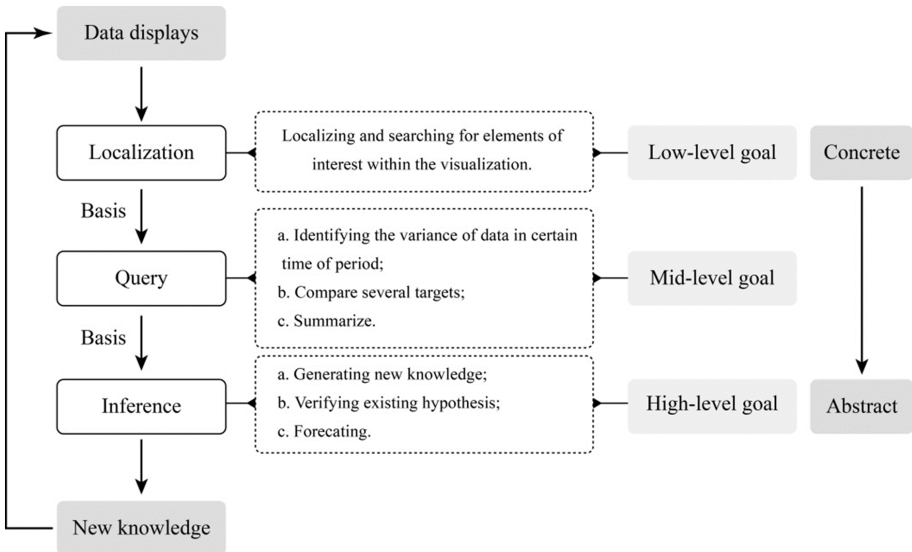 Data displays
Localization
Localizing and searching for elements of
interest within the visualization.
Low-level goal
Concrete
Basis
Query
a. Identifying the variance of data in certain
time of period;
b. Compare several targets;
c. Summarize.
Mid-level goal
Basis
Inference
a. Generating new knowledge;
b. Verifying existing hypothesis;
c. Forecating.
High-level goal
Abstract
New knowledge